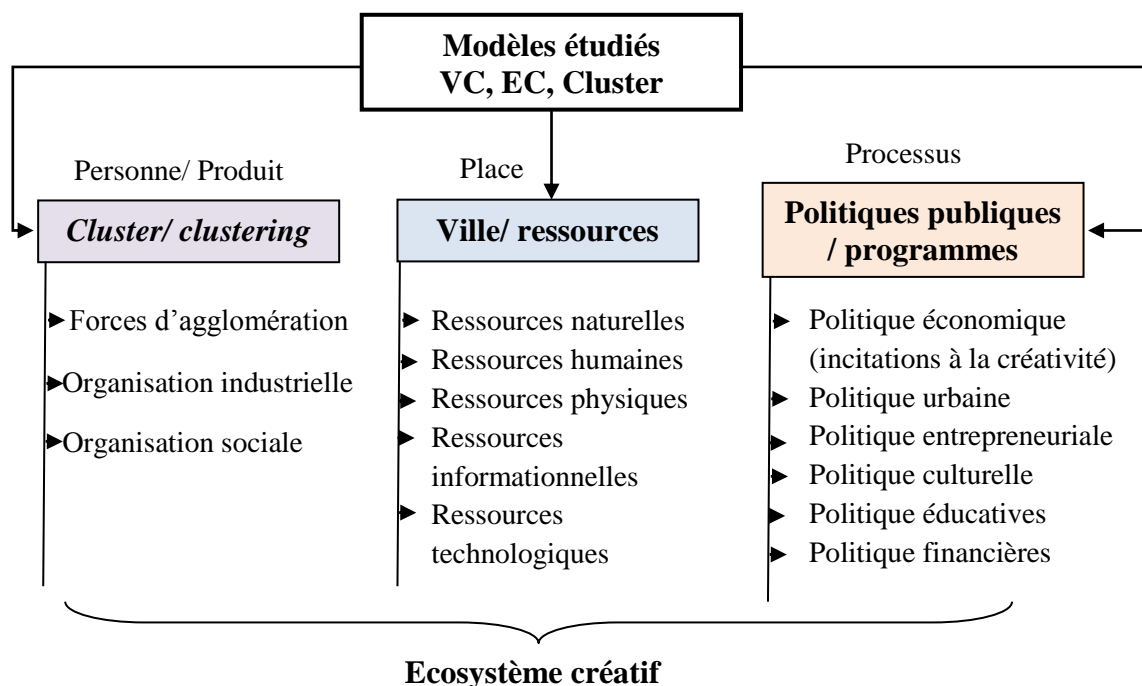 Modèles étudiés
VC, EC, Cluster
Personne/ Produit
Cluster/ clustering
Forces d’agglomération
Organisation industrielle
Organisation sociale
Place
Ville/ ressources
Ressources naturelles
Ressources humaines
Ressources physiques
Ressources
informationnelles
Ressources
technologiques
Processus
Politiques publiques
/ programmes
Politique économique
(incitations à la créativité)
Politique urbaine
Politique entrepreneuriale
Politique culturelle
Politique éducatives
Politique financières
Ecosystème créatif